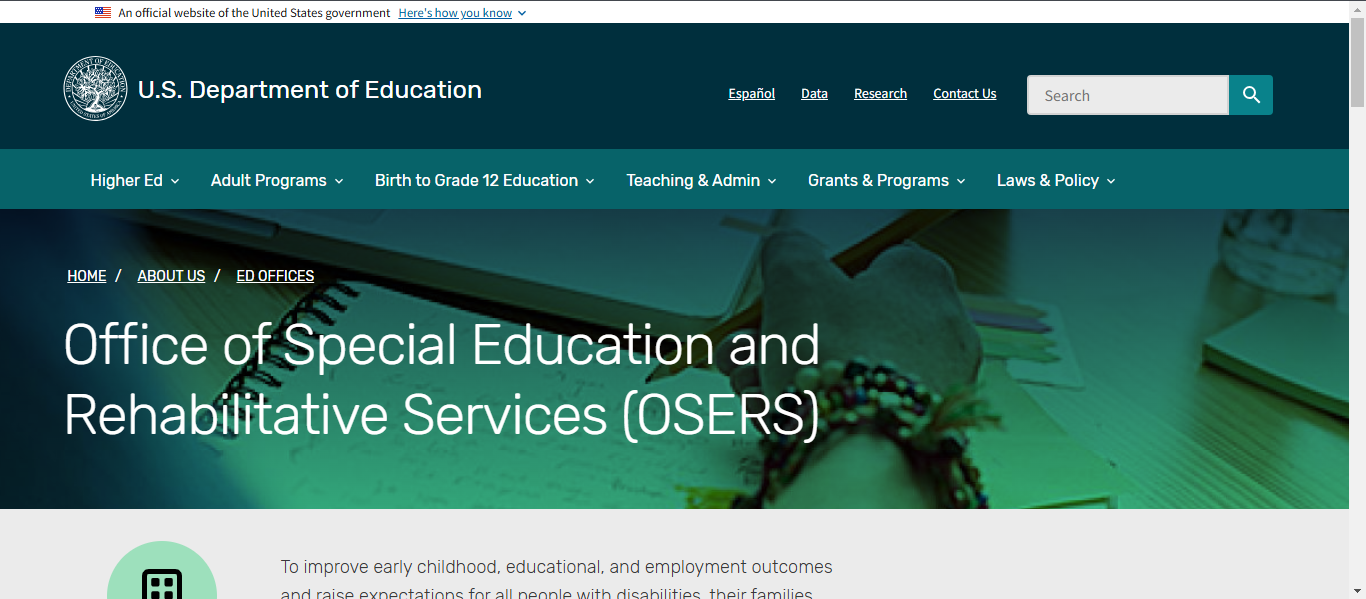 An official website of the United States government Here's how you know
U.S. Department of Education
Español Data Research Contact Us
Search
Higher Ed Adult Programs Birth to Grade 12 Education Teaching & Admin Grants & Programs Laws & Policy
HOME / ABOUT US / ED OFFICES
Office of Special Education and
Rehabilitative Services (OSERS)
To improve early childhood, educational, and employment outcomes
and raise expectations for all people with disabilities, their families,